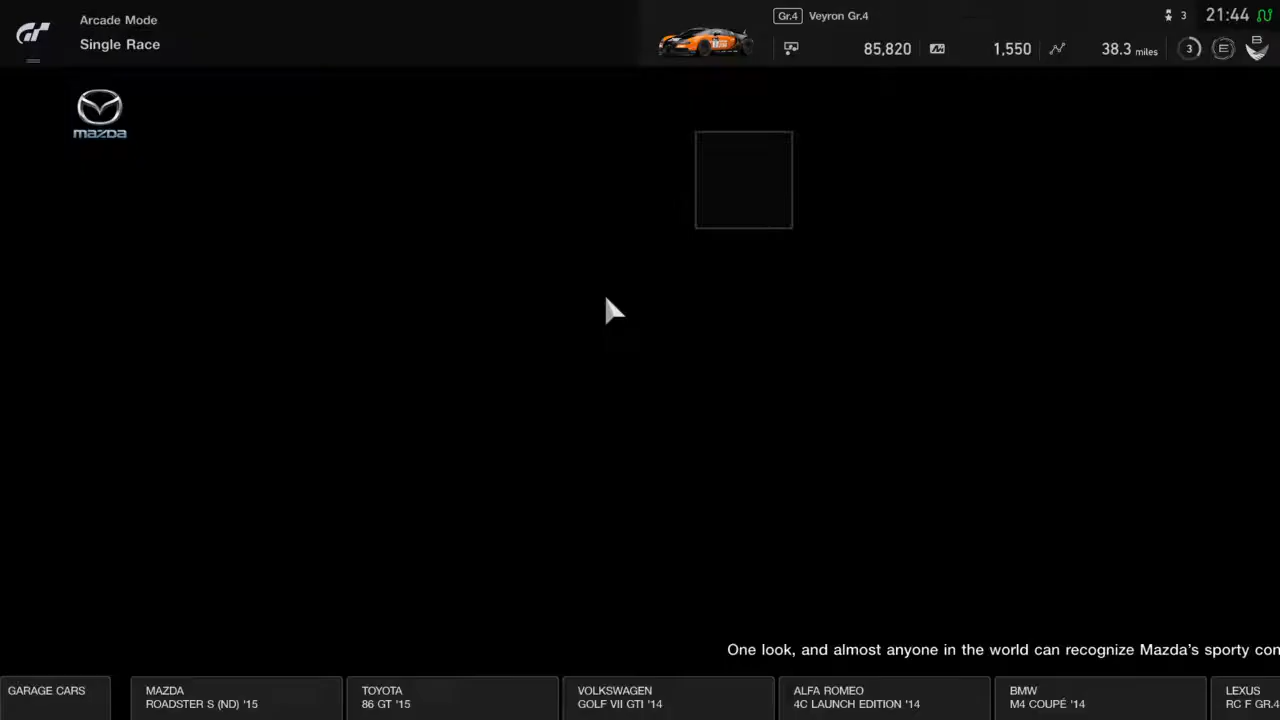 Arcade Mode
Single Race
Gr.4 Veyron Gr.4
3 21:44
85,820 1,550 38.3 miles 3 E B
mazda
One look, and almost anyone in the world can recognize Mazda's sporty con
GARAGE CARS
MAZDA
ROADSTER S (ND) '15
TOYOTA
86 GT '15
VOLKSWAGEN
GOLF VII GTI '14
ALFA ROMEO
4C LAUNCH EDITION '14
BMW
M4 COUPÉ '14
LEXUS
RC F GR.4